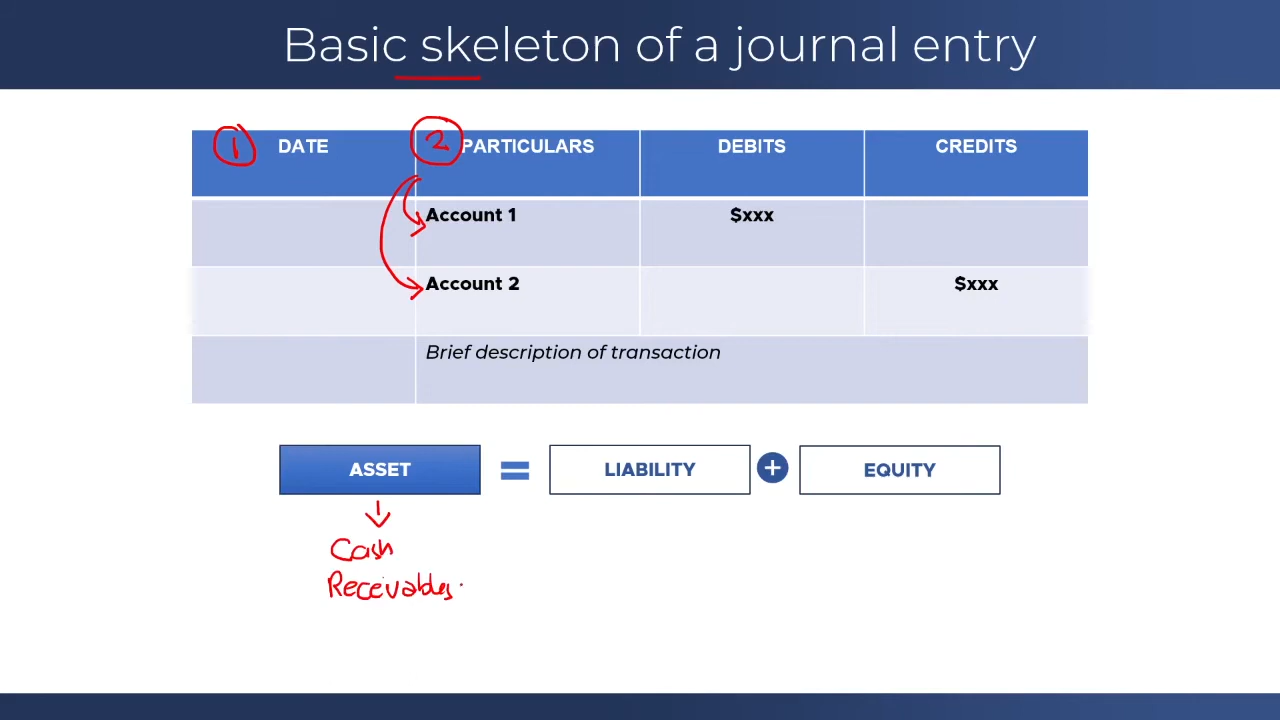 Basic skeleton of a journal entry
1 DATE 2 PARTICULARS DEBITS CREDITS
Account 1 $xxx
Account 2 $xxx
Brief description of transaction
ASSET = LIABILITY + EQUITY
Cash
Receivables